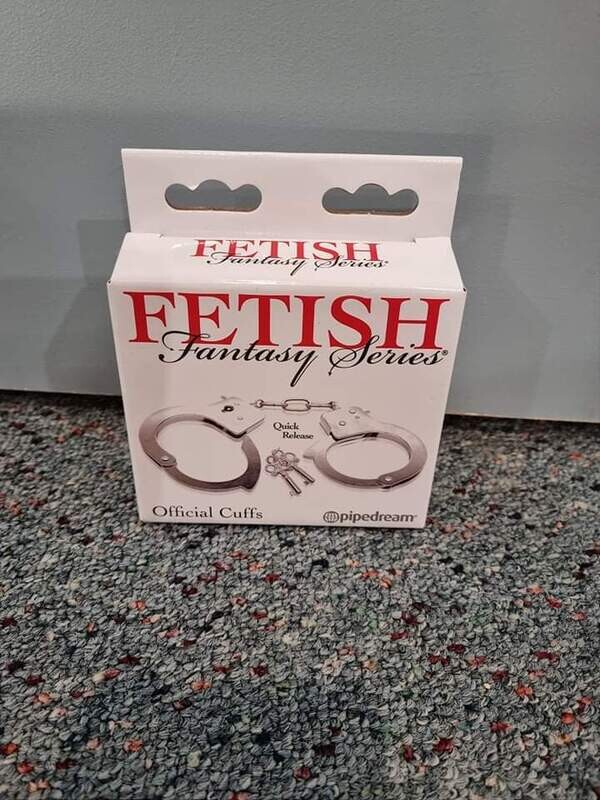 FETISH
Fantasy Series
FETISH
Fantasy Series®
Quick
Release
Official Cuffs
pipedream®